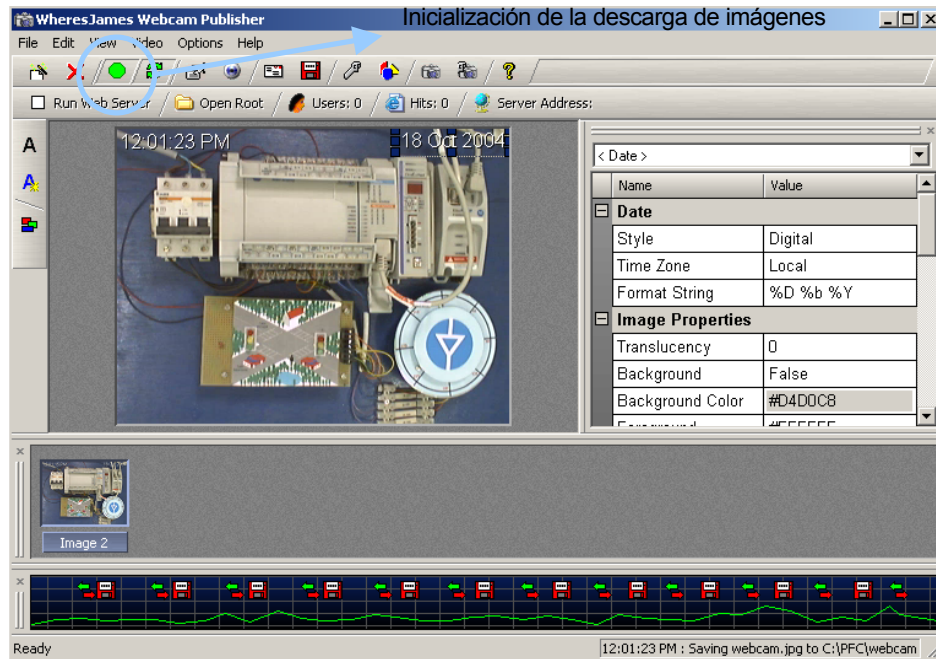 WheresJames Webcam Publisher
Inicialización de la descarga de imágenes
File Edit View Video Options Help
Run Web Server Open Root Users: 0 Hits: 0 Server Address:
12:01:23 PM 18 Oct 2004
< Date >
Name Value
Date
Style Digital
Time Zone Local
Format String %D %b %Y
Image Properties
Translucency 0
Background False
Background Color #D4D0C8
Image 2
Ready
12:01:23 PM : Saving webcam.jpg to C:\PFC\webcam